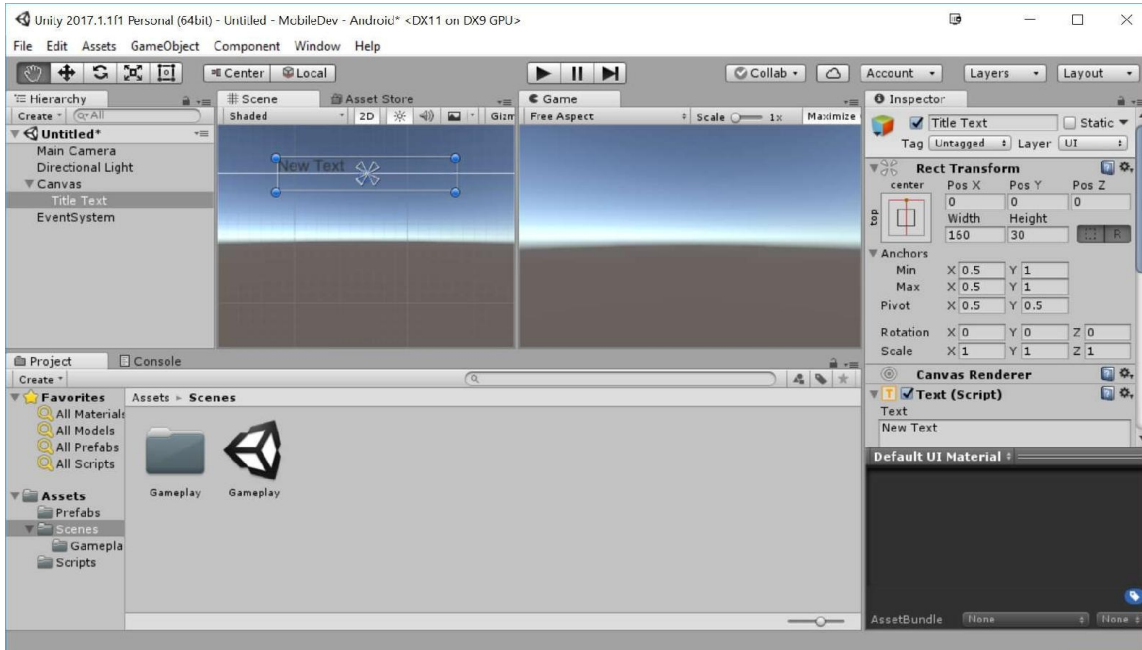 Unity 2017.1.1f1 Personal (64bit) - Untitled - MobileDev - Android* <DX11 on DX9 GPU>
File Edit Assets GameObject Component Window Help
Center Local Collab Account Layers Layout
Hierarchy
Create All
Untitled*
Main Camera
Directional Light
Canvas
Title Text
EventSystem
Scene Asset Store
Shaded 2D Gizm
New Text
Game
Free Aspect Scale 1x Maximize
Inspector
Title Text Static
Tag Untagged Layer UI
Rect Transform
center Pos X Pos Y Pos Z
top 0 0 0
Width Height
160 30 R
Anchors
Min X 0.5 Y 1
Max X 0.5 Y 1
Pivot X 0.5 Y 0.5
Rotation X 0 Y 0 Z 0
Scale X 1 Y 1 Z 1
Canvas Renderer
Text (Script)
Text
New Text
Default UI Material
AssetBundle None None
Project Console
Create
Favorites
All Materials
All Models
All Prefabs
All Scripts
Assets
Prefabs
Scenes
Gamepla
Scripts
Assets Scenes
Gameplay Gameplay